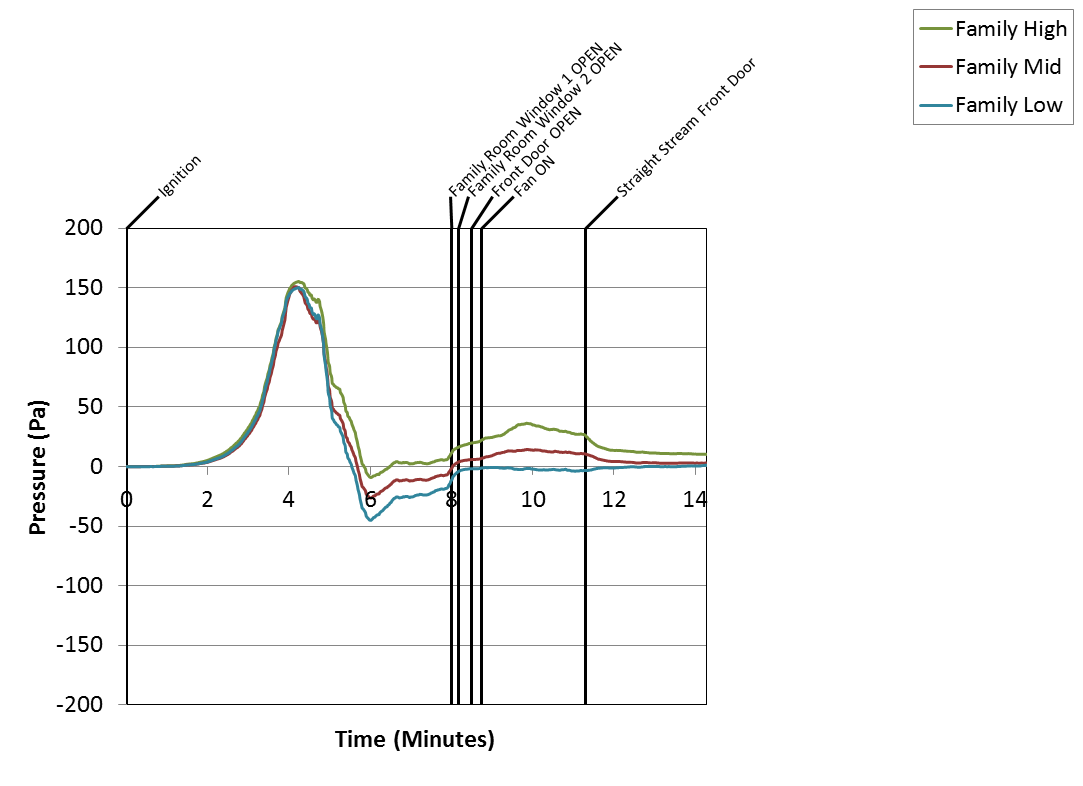 Family High
Family Mid
Family Low
Ignition
Family Room Window 1 OPEN
Family Room Window 2 OPEN
Front Door OPEN
Fan ON
Straight Stream Front Door
Pressure (Pa)
200
150
100
50
0
-50
-100
-150
-200
0 2 4 6 8 10 12 14
Time (Minutes)